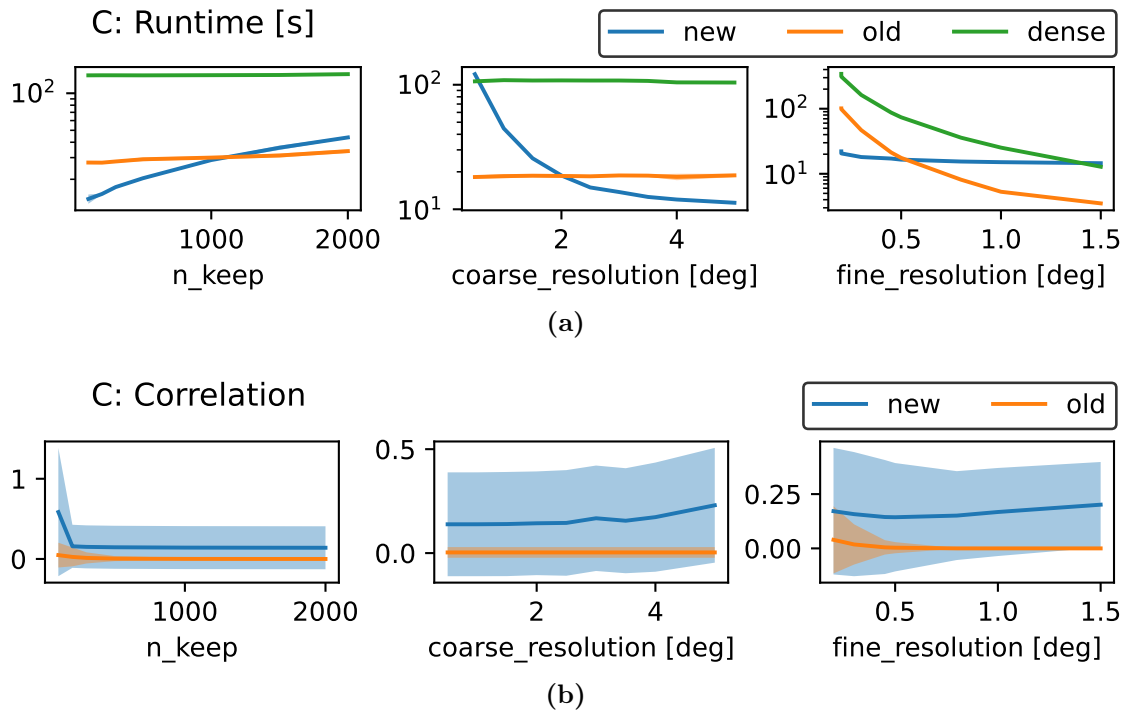 C: Runtime [s]
new old dense
10²
1000 2000
n_keep
10²
10¹
2 4
coarse_resolution [deg]
10²
10¹
0.5 1.0 1.5
fine_resolution [deg]
(a)
C: Correlation
new old
1
0
1000 2000
n_keep
0.5
0.0
2 4
coarse_resolution [deg]
0.25
0.00
0.5 1.0 1.5
fine_resolution [deg]
(b)